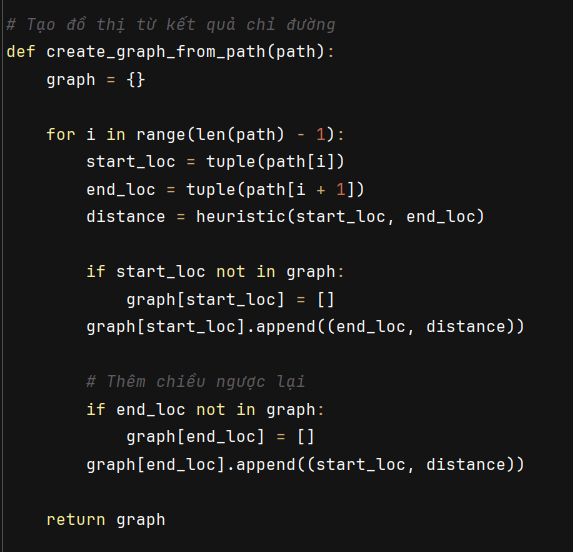 # Tạo đồ thị từ kết quả chỉ đường
def create_graph_from_path(path):
    graph = {}

    for i in range(len(path) - 1):
        start_loc = tuple(path[i])
        end_loc = tuple(path[i + 1])
        distance = heuristic(start_loc, end_loc)

        if start_loc not in graph:
            graph[start_loc] = []
        graph[start_loc].append((end_loc, distance))

        # Thêm chiều ngược lại
        if end_loc not in graph:
            graph[end_loc] = []
        graph[end_loc].append((start_loc, distance))

    return graph